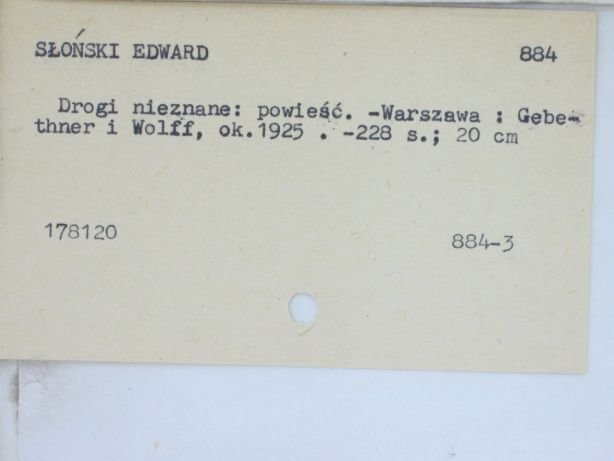 SŁOŃSKI EDWARD 884
Drogi nieznane: powieść. -Warszawa : Gebe-
thner i Wolff, ok.1925 . -228 s.; 20 cm
178120 884-3